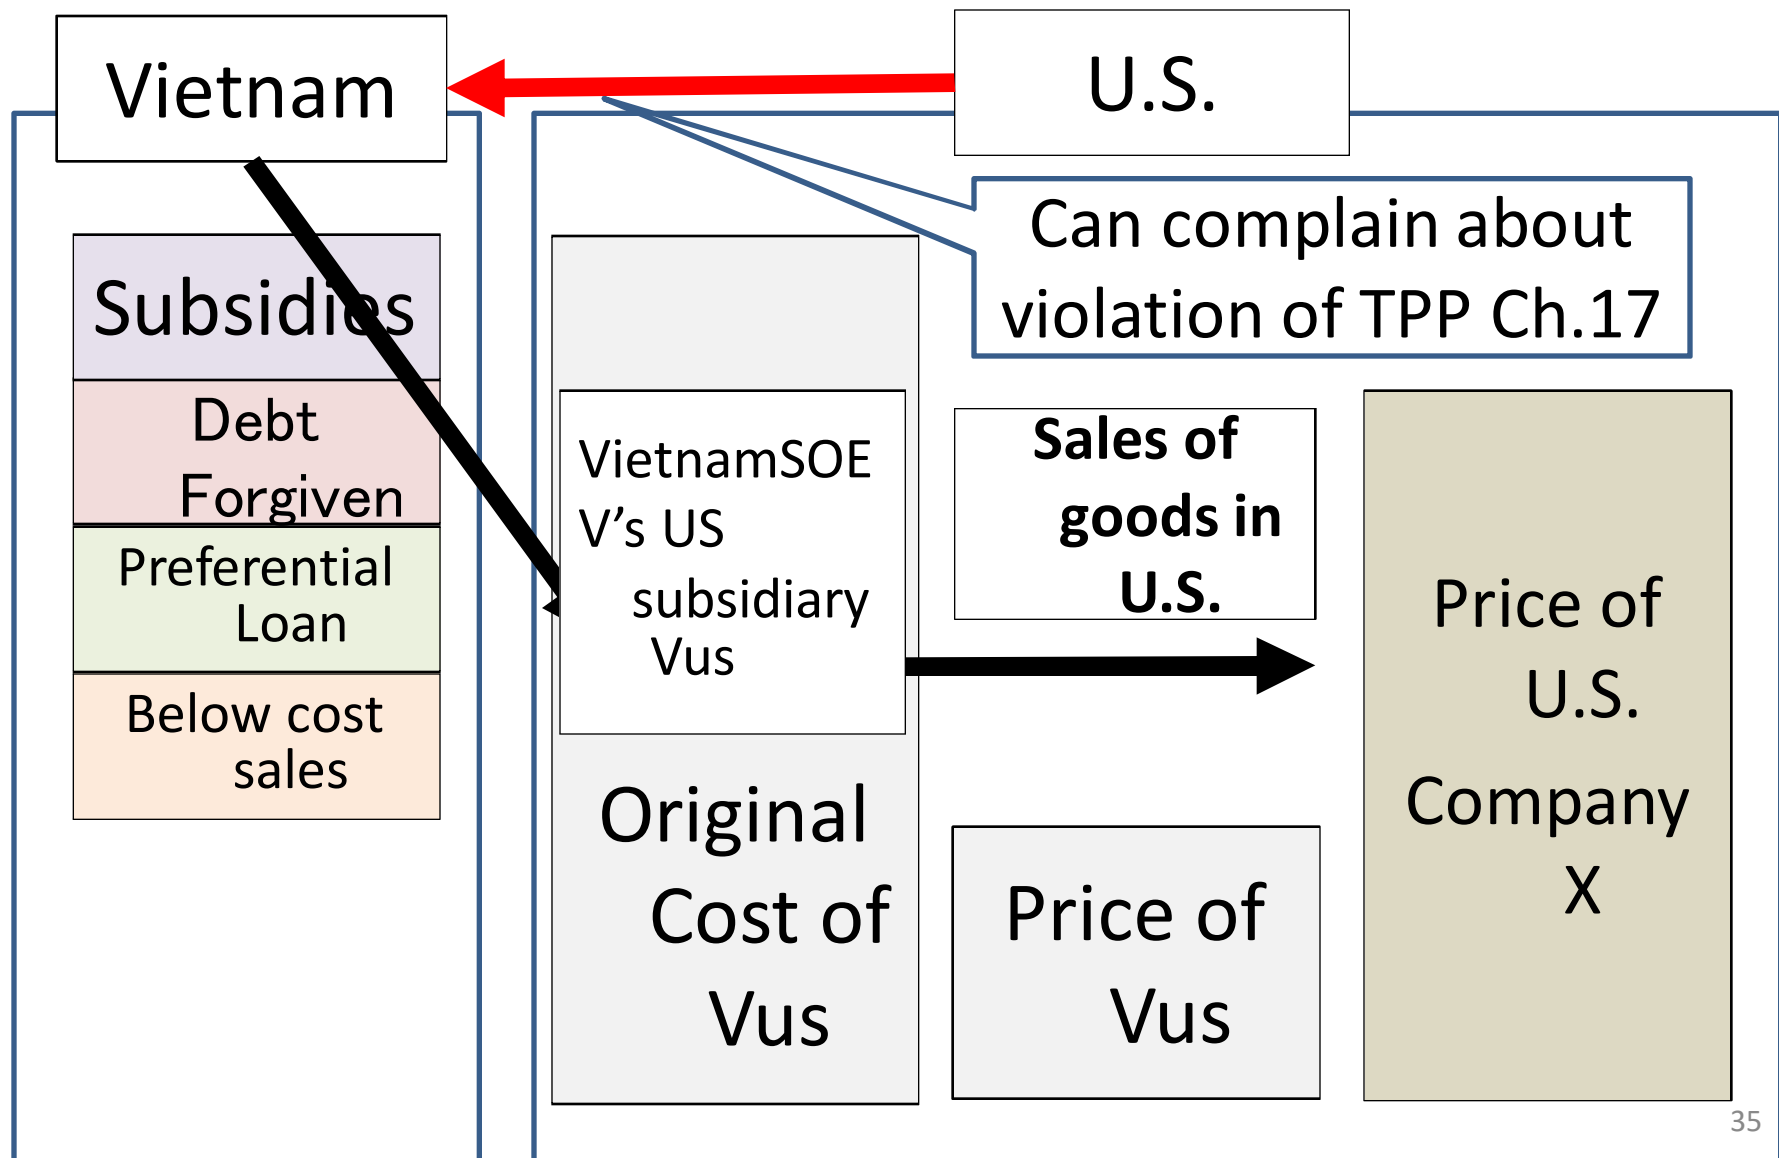 Vietnam
U.S.
Can complain about
violation of TPP Ch.17
Subsidies
Debt
Forgiven
Preferential
Loan
Below cost
sales
VietnamSOE
V’s US
subsidiary
Vus
Original
Cost of
Vus
Sales of
goods in
U.S.
Price of
Vus
Price of
U.S.
Company
X
35